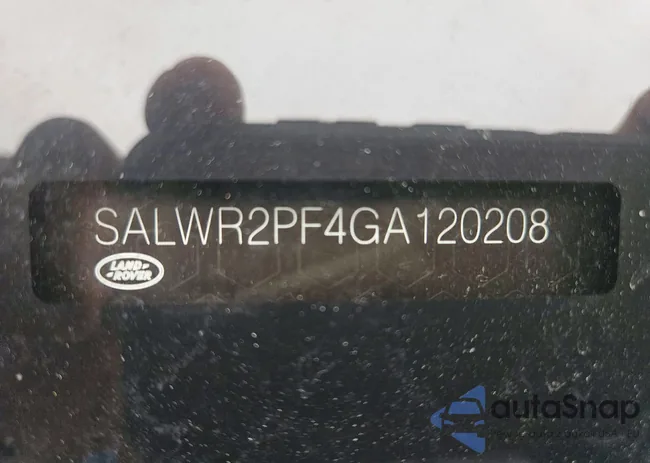 SALWR2PF4GA120208
LAND-
-ROVER
autoSnap